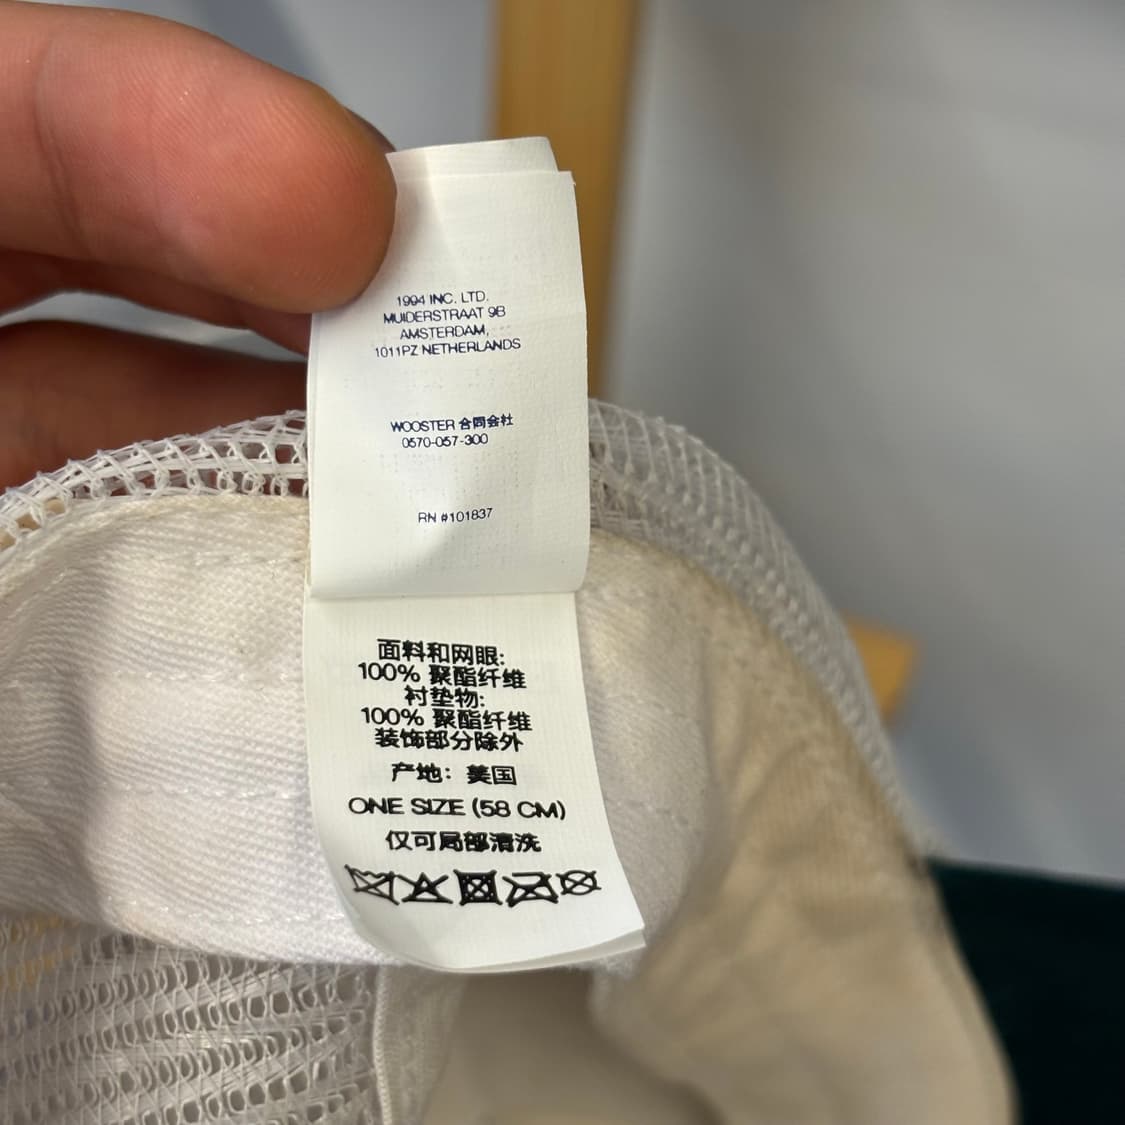 1994 INC. LTD.
MUIDERSTRAAT 9B
AMSTERDAM,
1011PZ NETHERLANDS
WOOSTER 合同会社
0570-057-300
RN #101837
面料和网眼:
100% 聚酯纤维
衬垫物:
100% 聚酯纤维
装饰部分除外
产地: 美国
ONE SIZE (58 CM)
仅可局部清洗